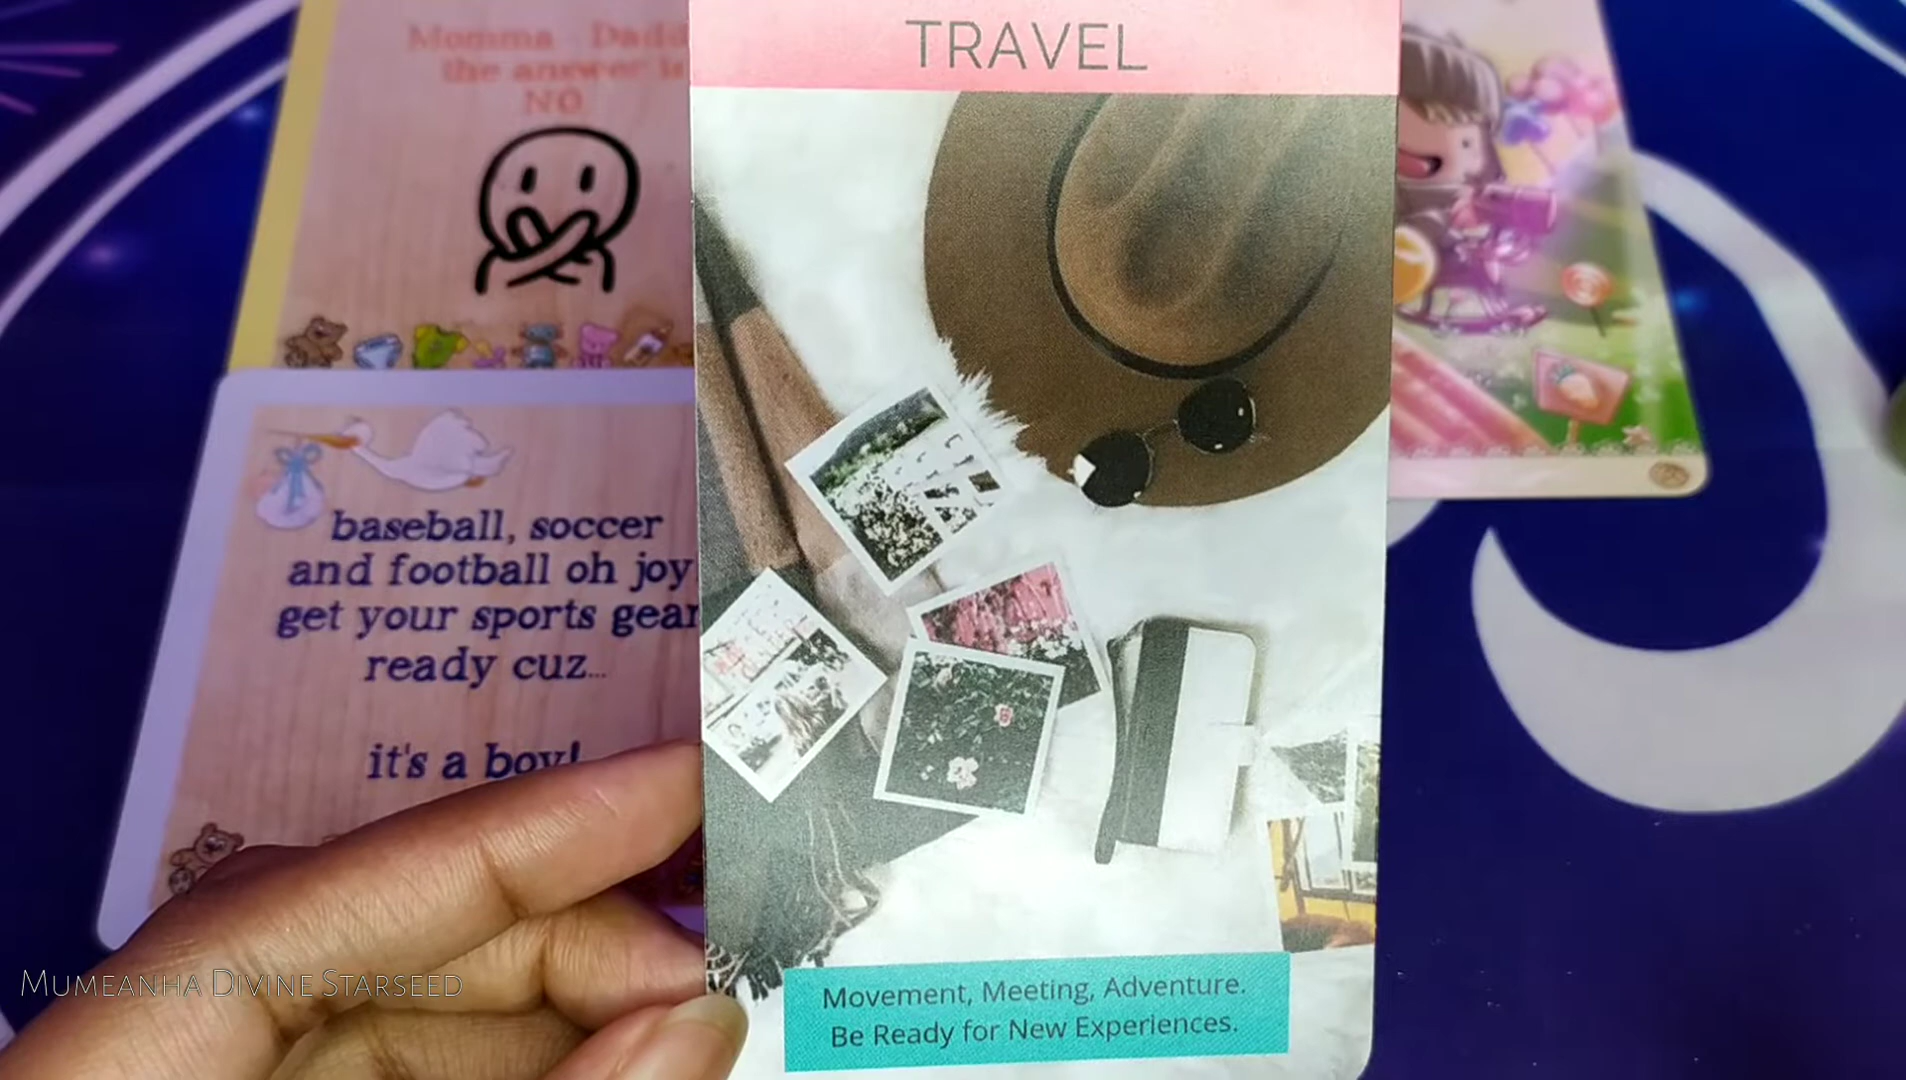 Momma Dadd
the answer is
NO
TRAVEL
baseball, soccer
and football oh joy
get your sports gear
ready cuz...
it's a boy!
Movement, Meeting, Adventure.
Be Ready for New Experiences.
MUMEANHA DIVINE STARSEED